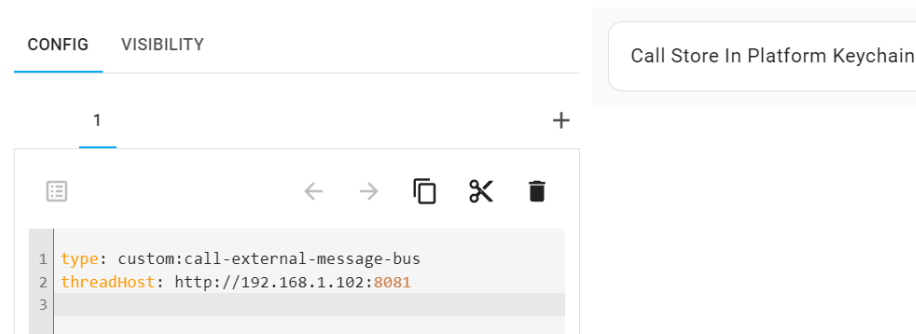 CONFIG VISIBILITY
Call Store In Platform Keychain
1
1 type: custom:call-external-message-bus
2 threadHost: http://192.168.1.102:8081
3